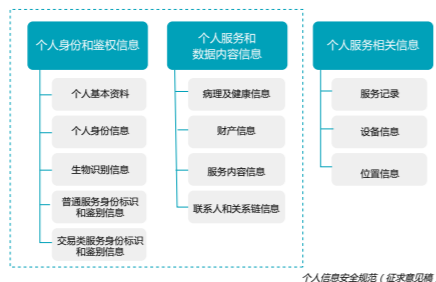 个人身份和鉴权信息
个人基本资料
个人身份信息
生物识别信息
普通服务身份标识
和鉴别信息
交易类服务身份标识
和鉴别信息
个人服务和
数据内容信息
病理及健康信息
财产信息
服务内容信息
联系人和关系链信息
个人服务相关信息
服务记录
设备信息
位置信息
个人信息安全规范（征求意见稿